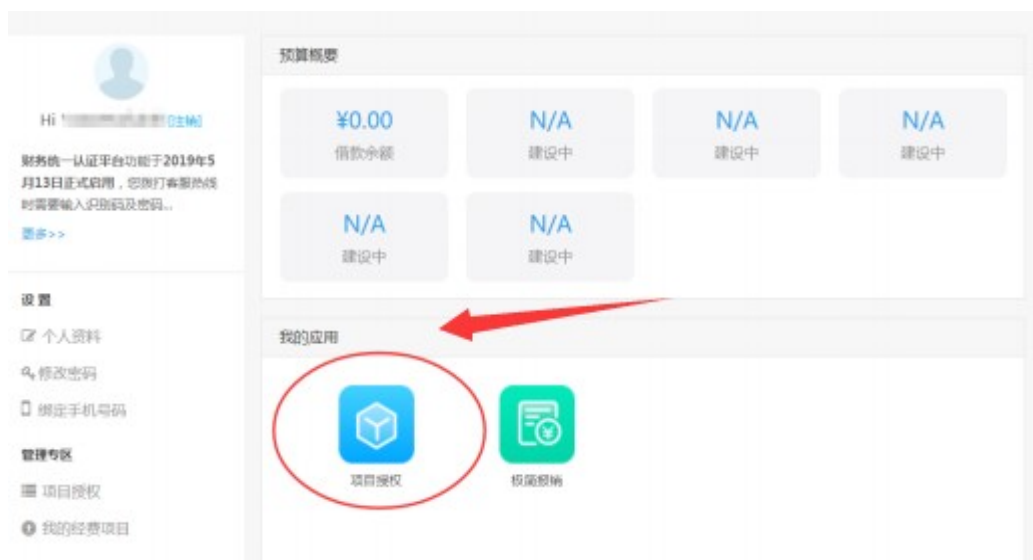 Hi [注销]
财务统一认证平台功能于2019年5
月13日正式启用，您拨打客服热线
时需要输入识别码及密码..
更多>>
设置
个人资料
修改密码
绑定手机号码
管理专区
项目授权
我的经费项目
预算概要
¥0.00
借款余额
N/A
建设中
N/A
建设中
N/A
建设中
N/A
建设中
N/A
建设中
我的应用
项目授权
极简报销